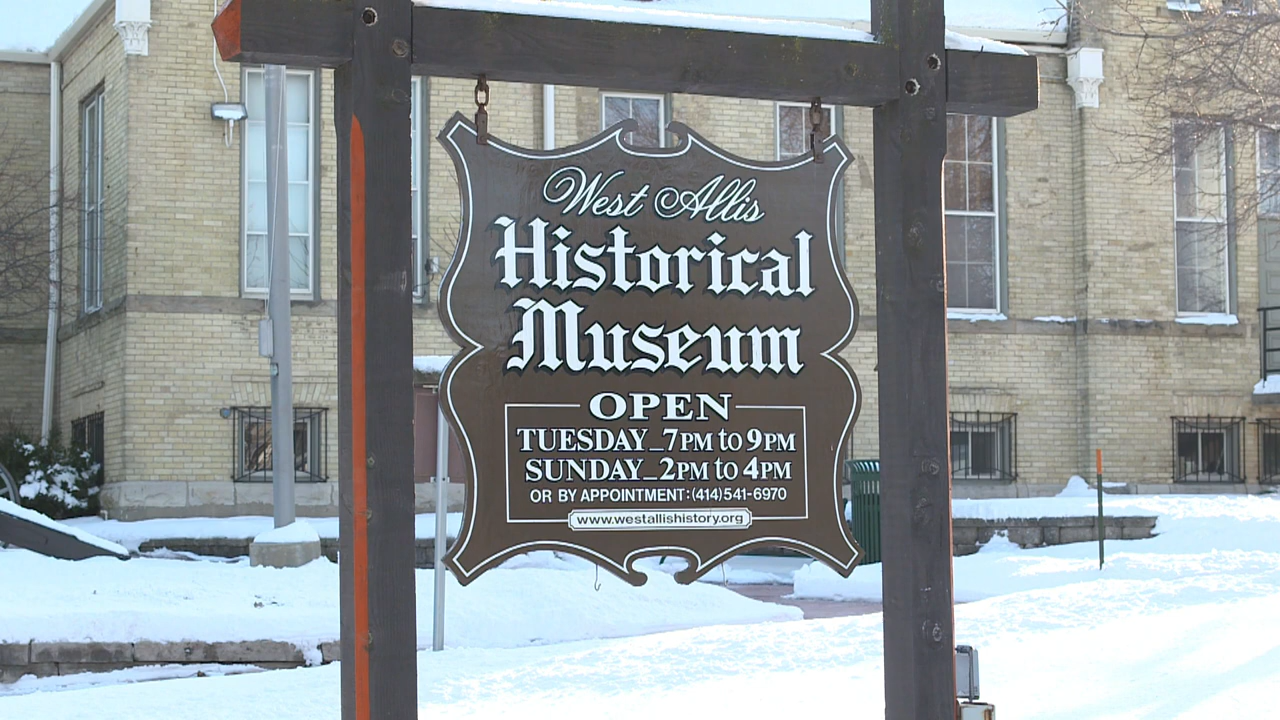 West Allis
Historical
Museum
OPEN
TUESDAY_7PM to 9PM
SUNDAY_2PM to 4PM
OR BY APPOINTMENT:(414)541-6970
www.westallishistory.org